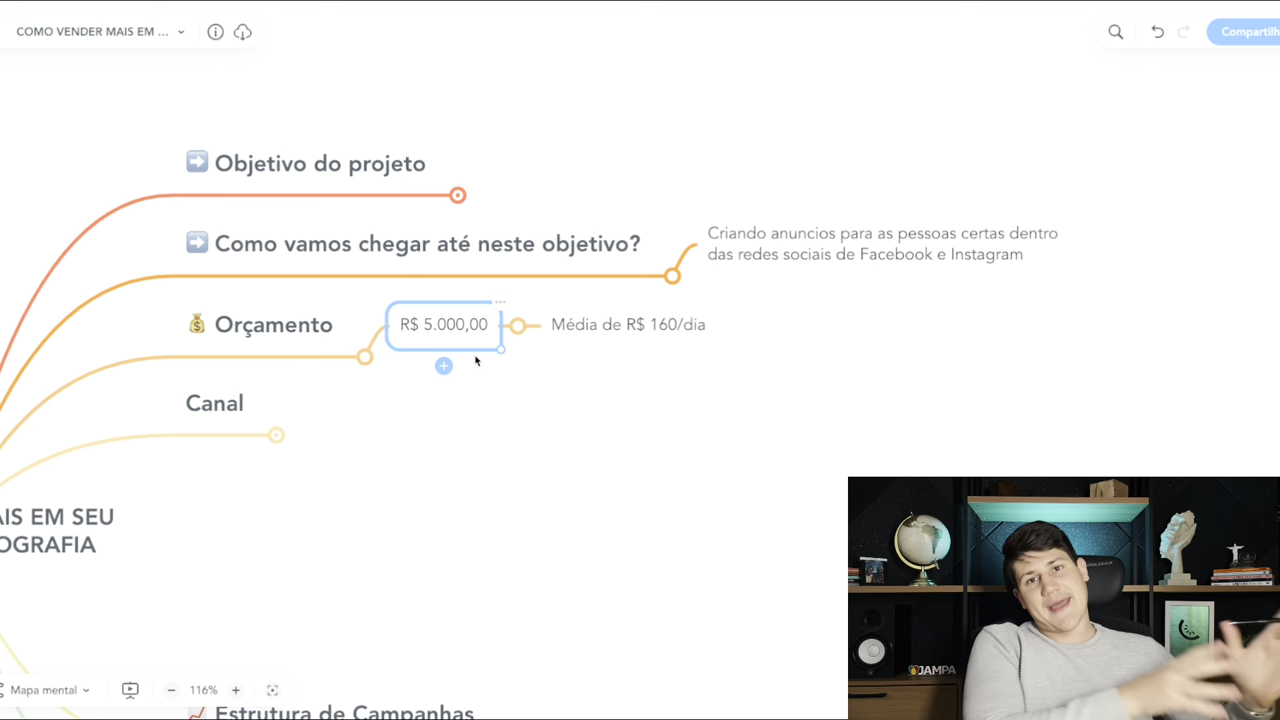 COMO VENDER MAIS EM ...
Compartilh
Objetivo do projeto
Como vamos chegar até neste objetivo?
Criando anuncios para as pessoas certas dentro
das redes sociais de Facebook e Instagram
Orçamento
R$ 5.000,00
Média de R$ 160/dia
Canal
AIS EM SEU
OGRAFIA
JAMPA
Mapa mental
116%
Estrutura de Campanhas